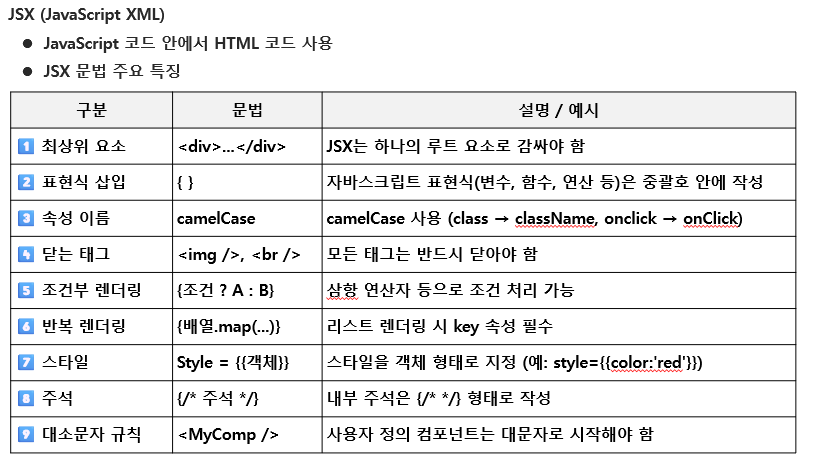 JSX (JavaScript XML)
● JavaScript 코드 안에서 HTML 코드 사용
● JSX 문법 주요 특징
구분 문법 설명 / 예시
1 최상위 요소 <div>...</div> JSX는 하나의 루트 요소로 감싸야 함
2 표현식 삽입 { } 자바스크립트 표현식(변수, 함수, 연산 등)은 중괄호 안에 작성
3 속성 이름 camelCase camelCase 사용 (class → className, onclick → onClick)
4 닫는 태그 <img />, <br /> 모든 태그는 반드시 닫아야 함
5 조건부 렌더링 {조건 ? A : B} 삼항 연산자 등으로 조건 처리 가능
6 반복 렌더링 {배열.map(...)} 리스트 렌더링 시 key 속성 필수
7 스타일 Style = {{객체}} 스타일을 객체 형태로 지정 (예: style={{color:'red'}})
8 주석 {/* 주석 */} 내부 주석은 {/* */} 형태로 작성
9 대소문자 규칙 <MyComp /> 사용자 정의 컴포넌트는 대문자로 시작해야 함